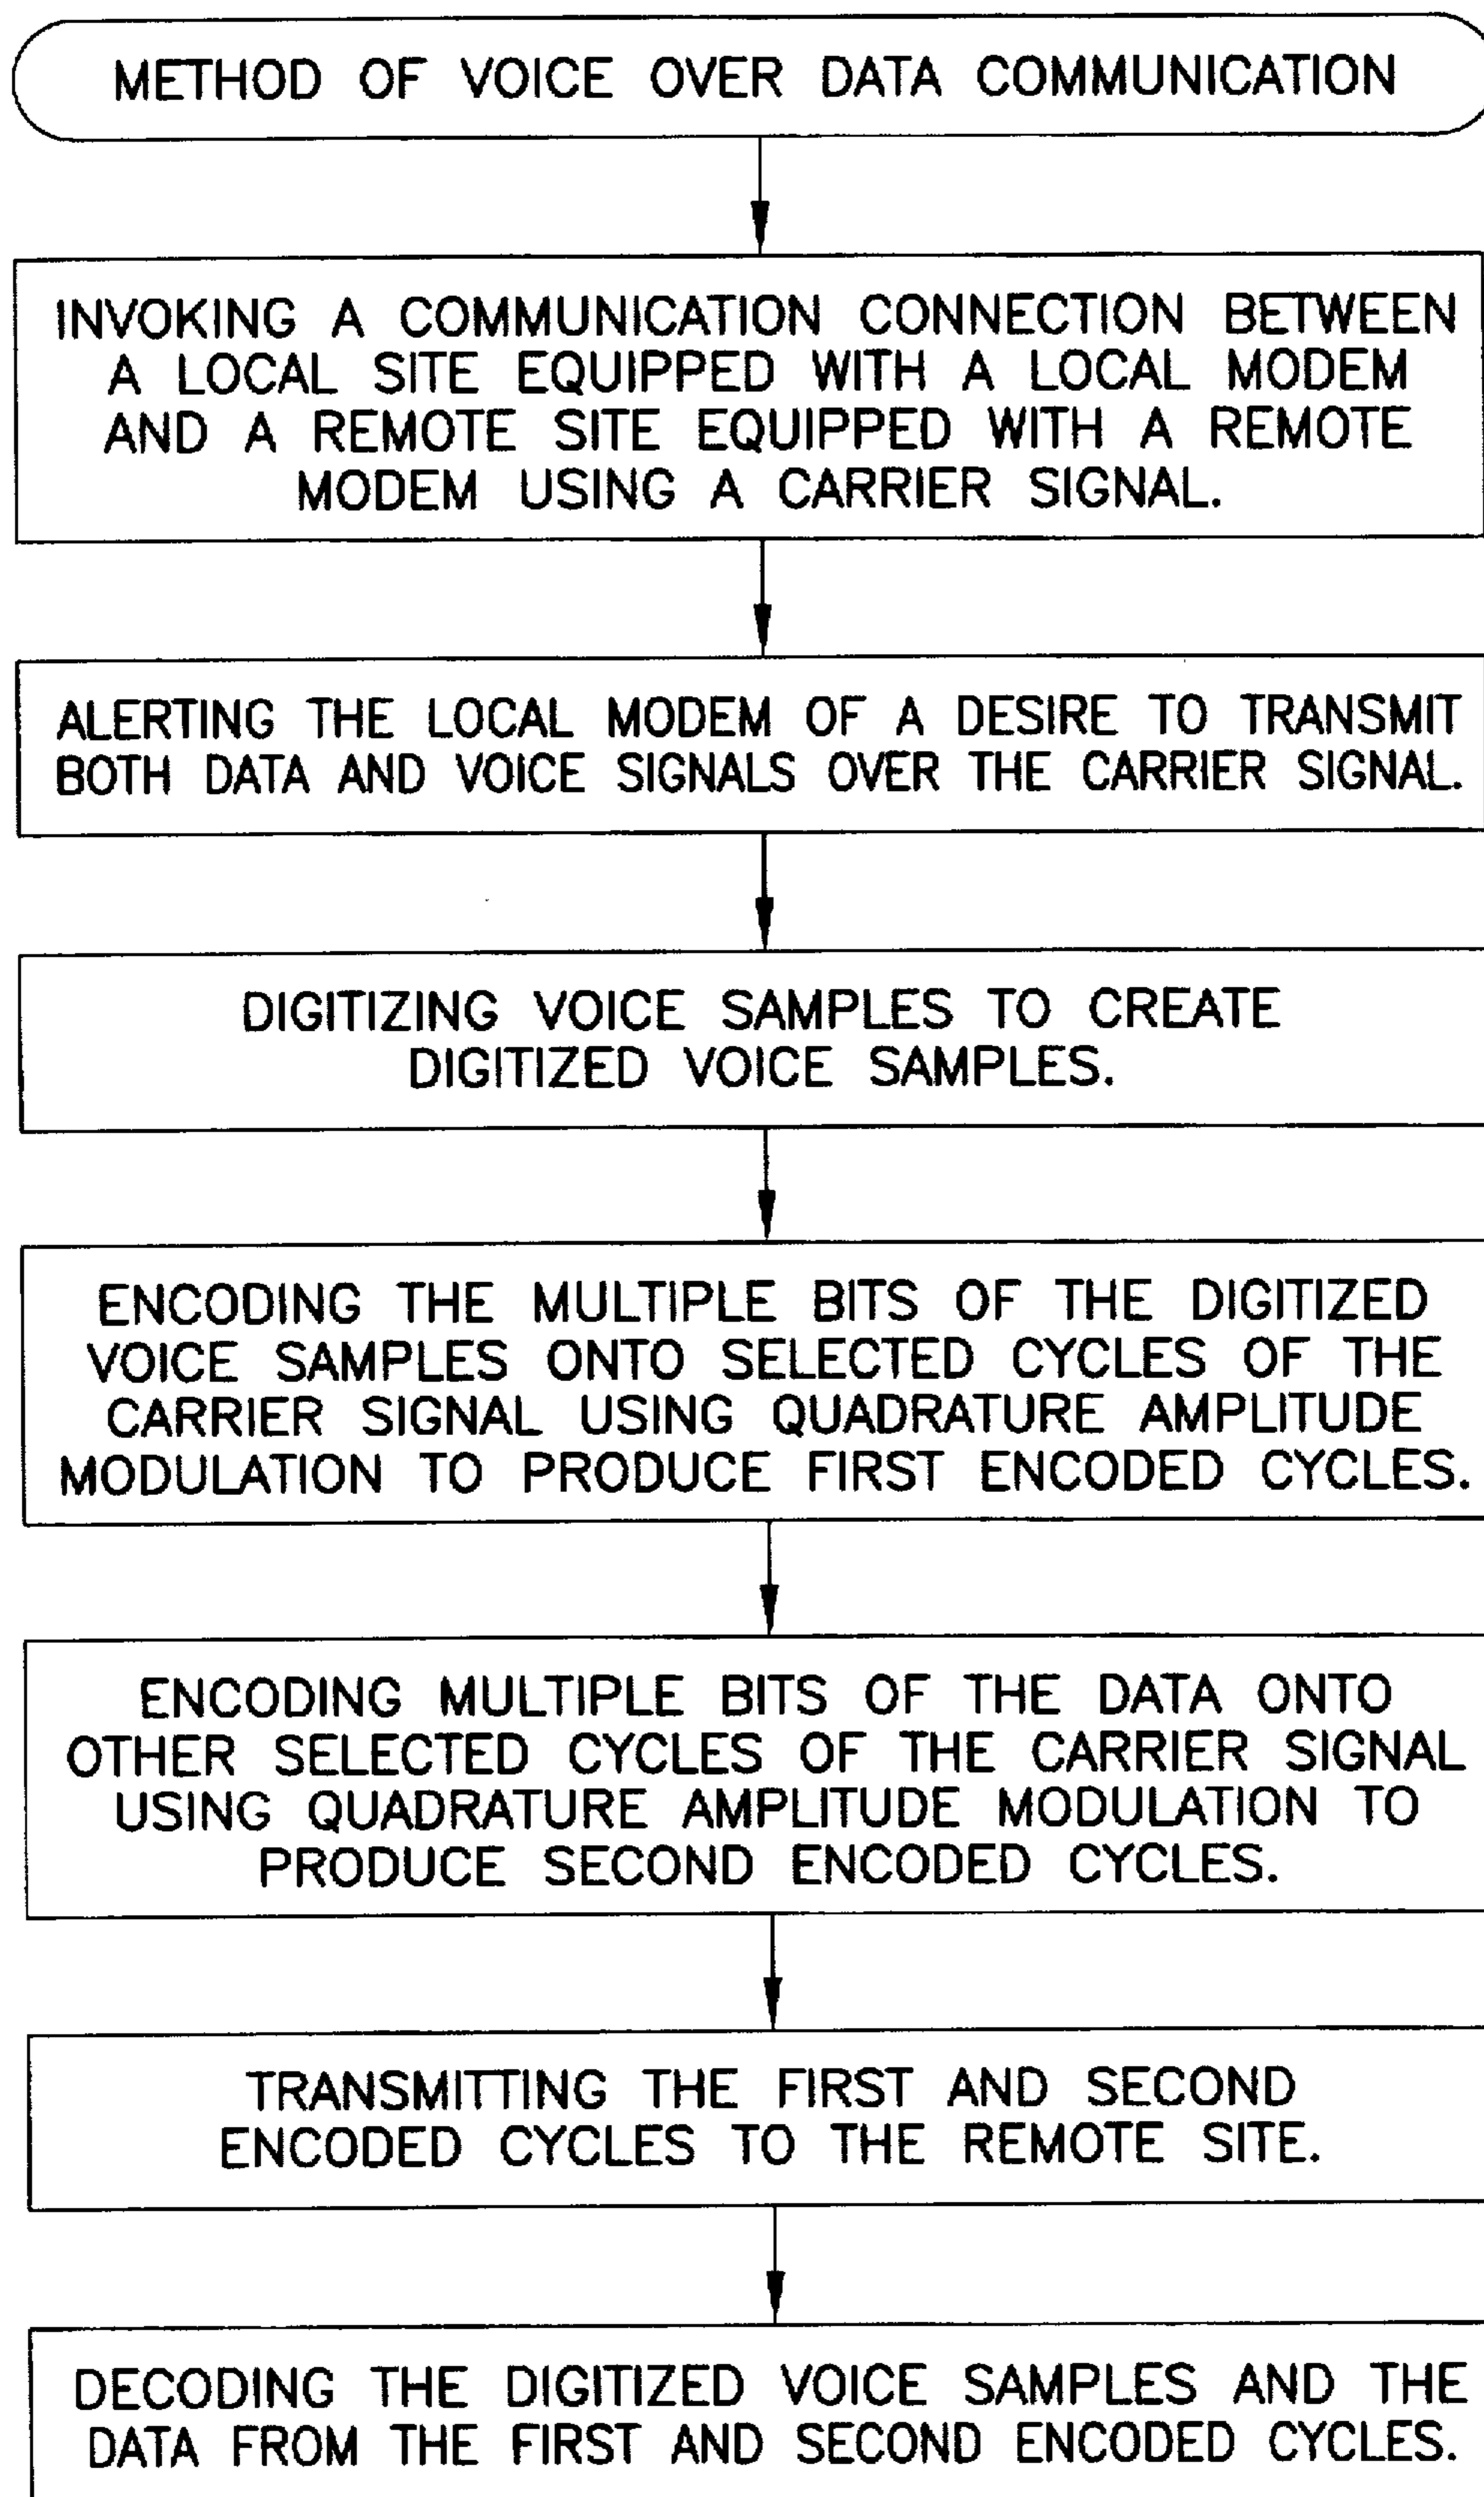 METHOD OF VOICE OVER DATA COMMUNICATION
INVOKING A COMMUNICATION CONNECTION BETWEEN
A LOCAL SITE EQUIPPED WITH A LOCAL MODEM
AND A REMOTE SITE EQUIPPED WITH A REMOTE
MODEM USING A CARRIER SIGNAL.
ALERTING THE LOCAL MODEM OF A DESIRE TO TRANSMIT
BOTH DATA AND VOICE SIGNALS OVER THE CARRIER SIGNAL.
DIGITIZING VOICE SAMPLES TO CREATE
DIGITIZED VOICE SAMPLES.
ENCODING THE MULTIPLE BITS OF THE DIGITIZED
VOICE SAMPLES ONTO SELECTED CYCLES OF THE
CARRIER SIGNAL USING QUADRATURE AMPLITUDE
MODULATION TO PRODUCE FIRST ENCODED CYCLES.
ENCODING MULTIPLE BITS OF THE DATA ONTO
OTHER SELECTED CYCLES OF THE CARRIER SIGNAL
USING QUADRATURE AMPLITUDE MODULATION TO
PRODUCE SECOND ENCODED CYCLES.
TRANSMITTING THE FIRST AND SECOND
ENCODED CYCLES TO THE REMOTE SITE.
DECODING THE DIGITIZED VOICE SAMPLES AND THE
DATA FROM THE FIRST AND SECOND ENCODED CYCLES.